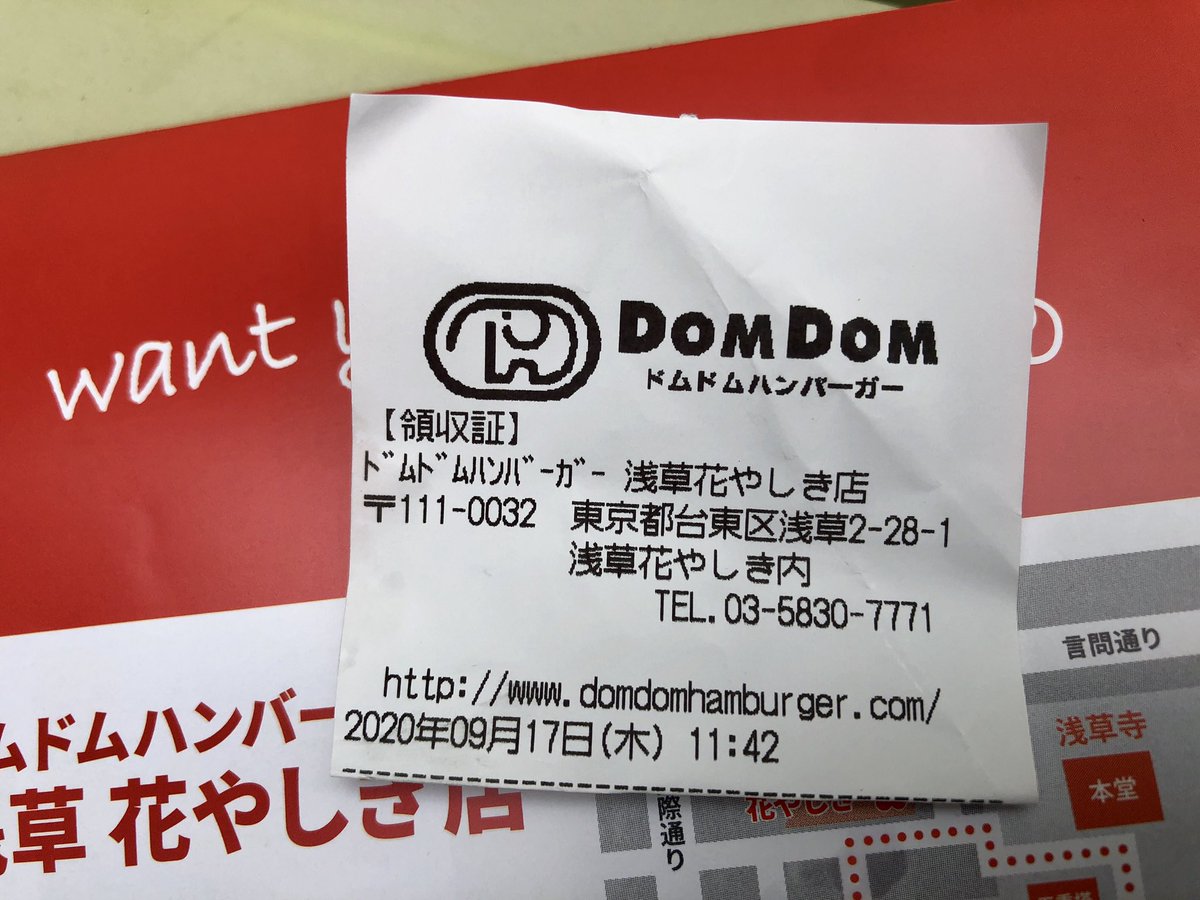 want
DOMDOM
ドムドムハンバーガー
【領収証】
ﾄﾞﾑﾄﾞﾑﾊﾝﾊﾞｰｶﾞｰ 浅草花やしき店
〒111-0032 東京都台東区浅草2-28-1
浅草花やしき内
TEL.03-5830-7771
http://www.domdomhamburger.com/
2020年09月17日(木) 11:42
ムドムハンバー
草 花やしき店
言問通り
浅草寺
本堂
花やしき
際通り